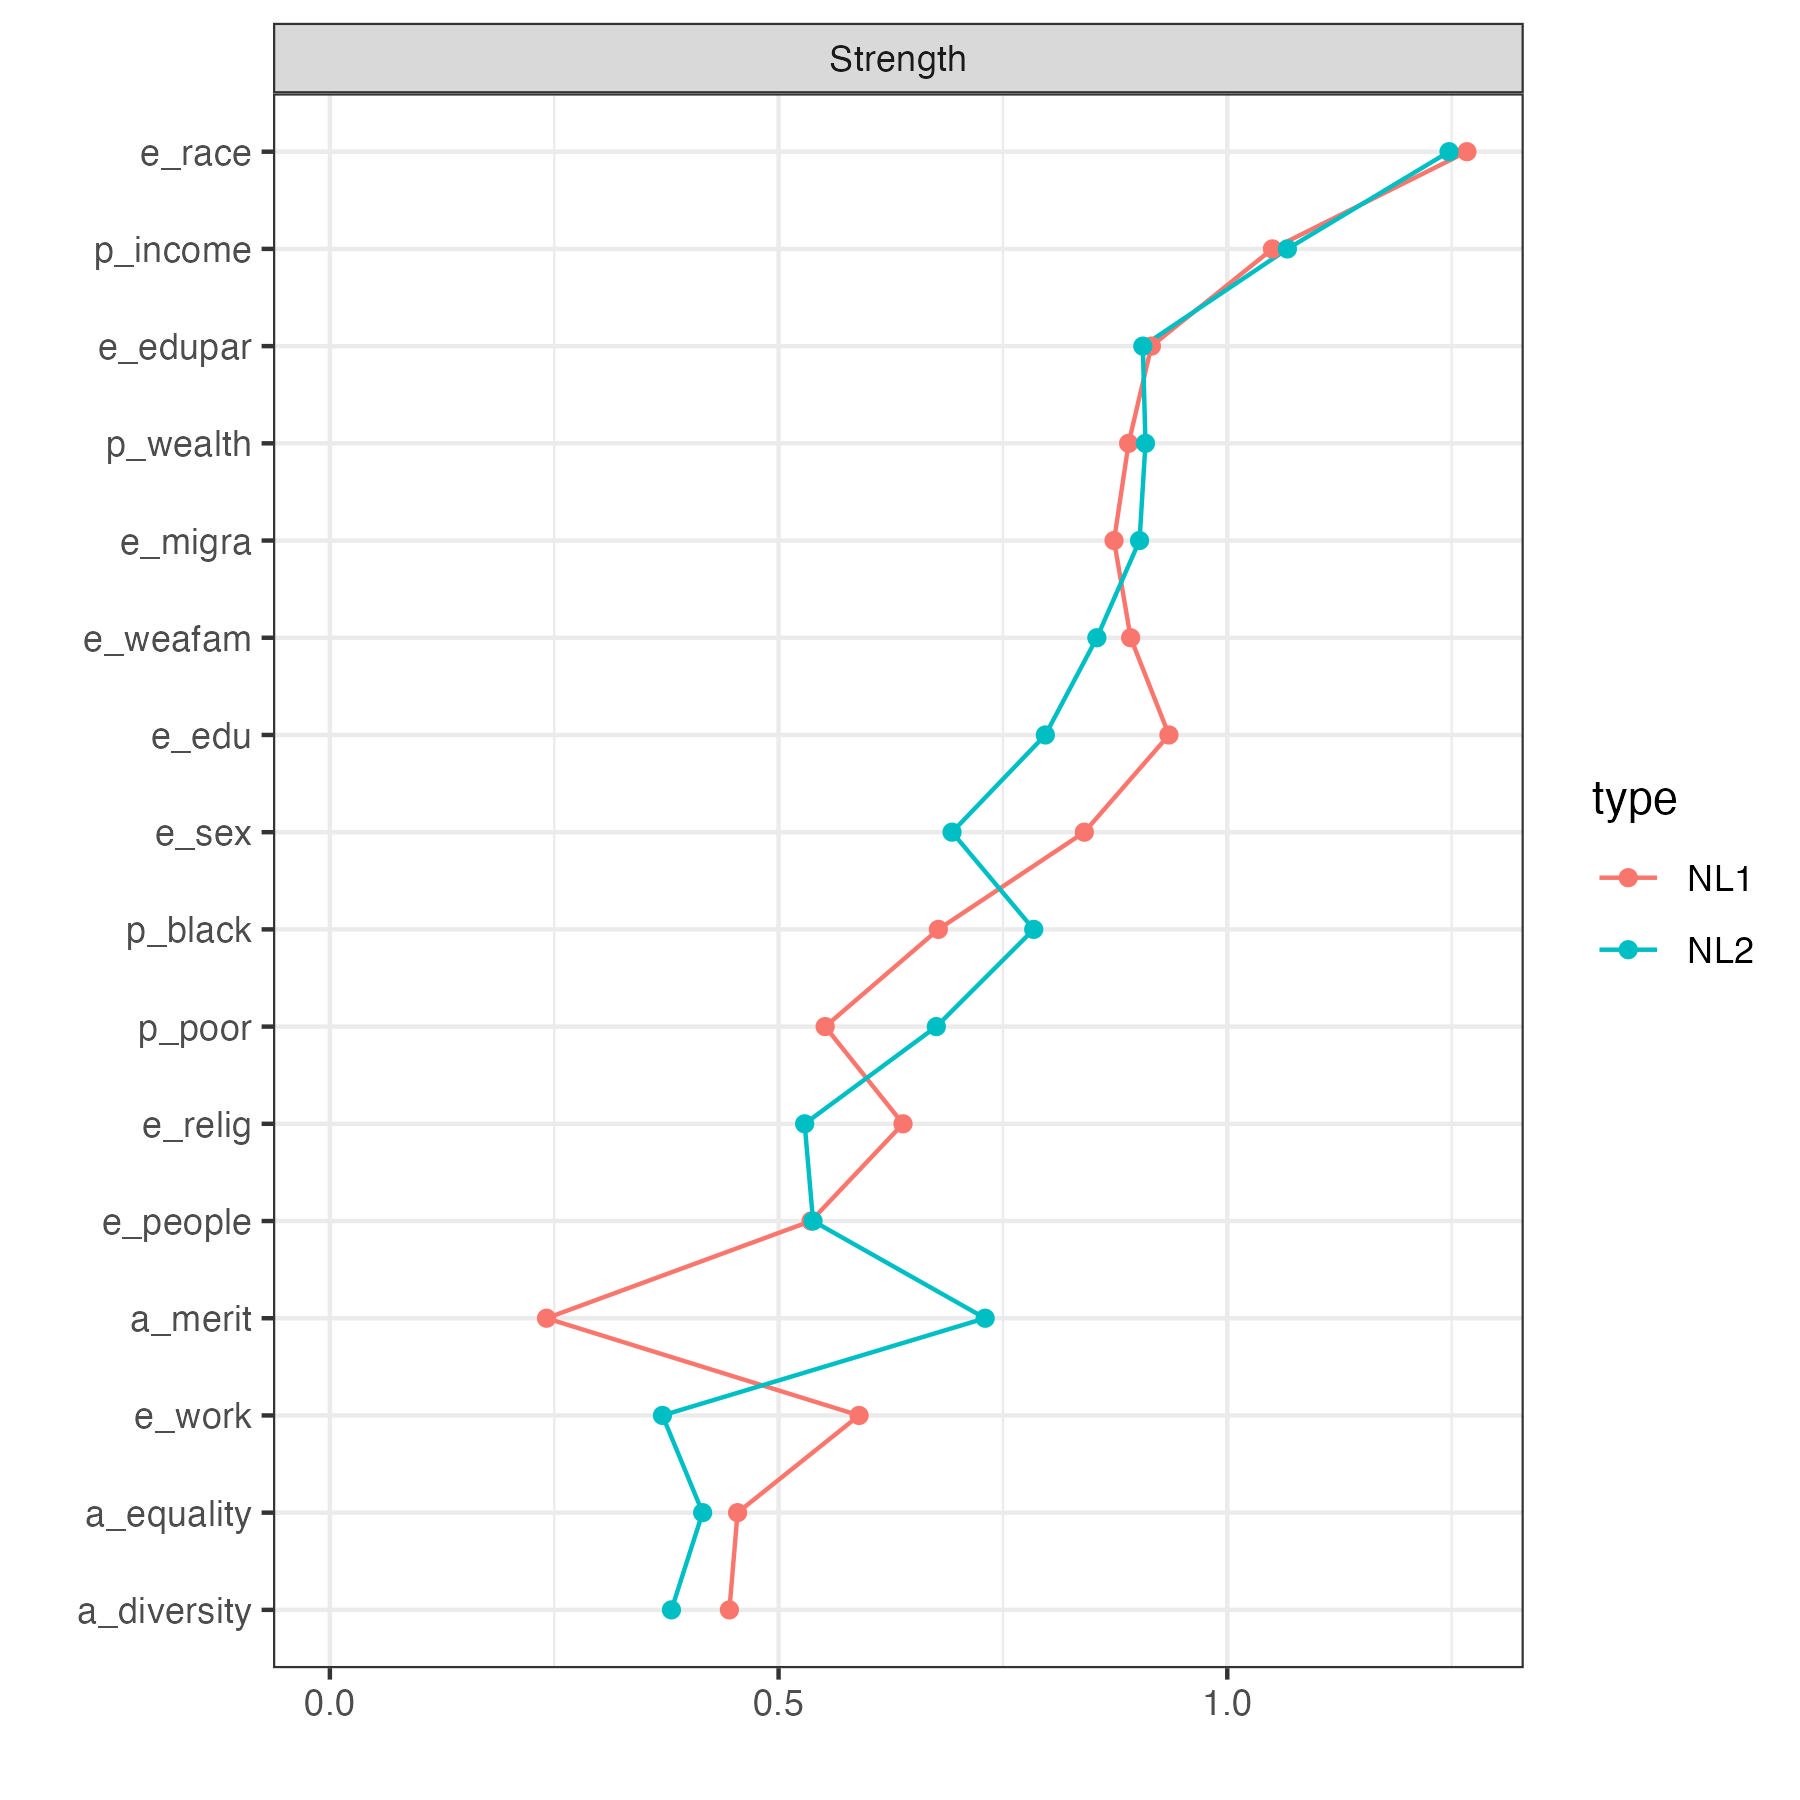 Strength
e_race
p_income
e_edupar
p_wealth
e_migra
e_weafam
e_edu
e_sex
p_black
p_poor
e_relig
e_people
a_merit
e_work
a_equality
a_diversity
0.0 0.5 1.0
type
NL1
NL2